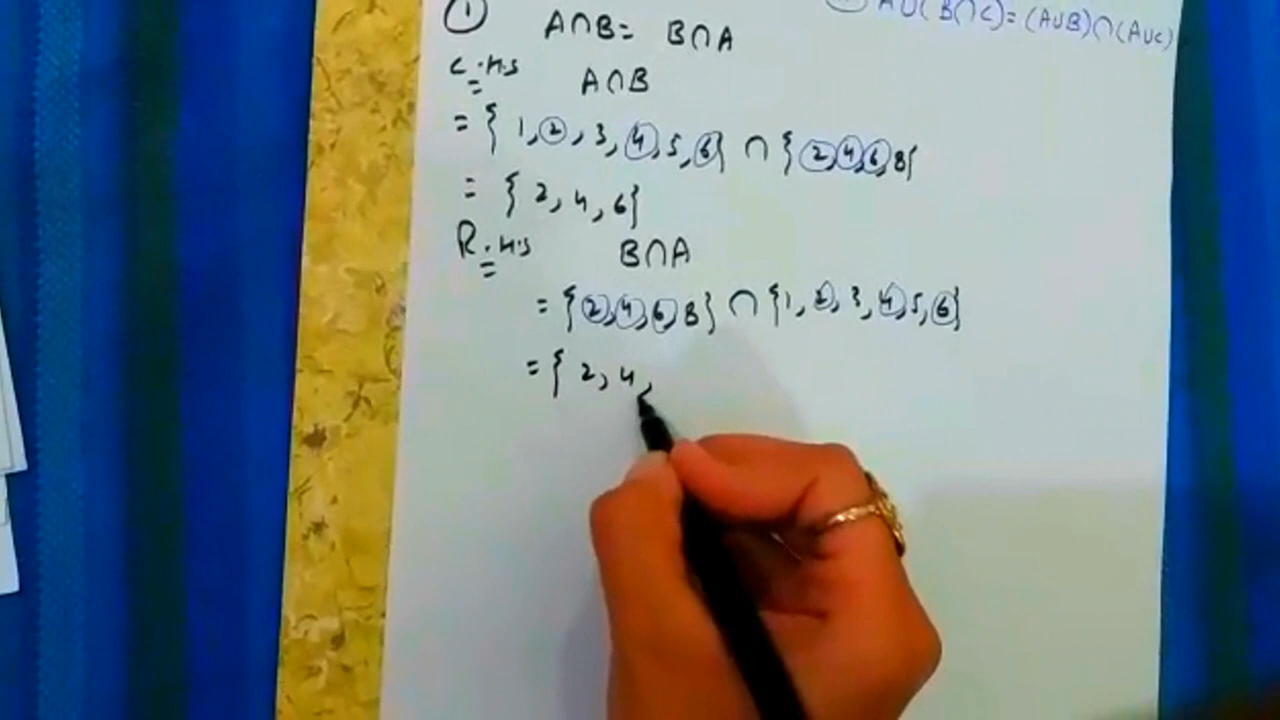 ① A∩B = B∩A
A∪(B∩C) = (A∪B)∩(A∪C)
L.H.S A∩B
= { 1, 2, 3, 4, 5, 6} ∩ { 2, 4, 6, 8{
= { 2, 4, 6}
R.H.S B∩A
= { 2, 4, 6, 8} ∩ {1, 2, 3, 4, 5, 6}
= { 2, 4,